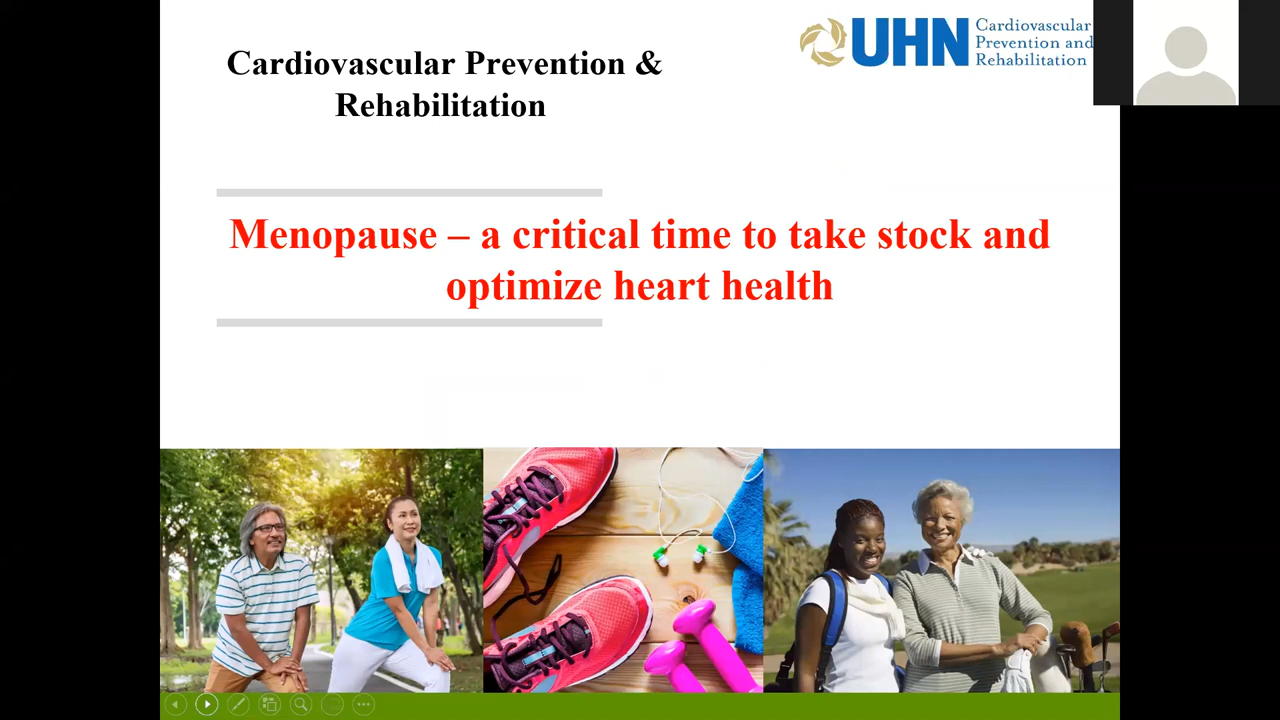 Cardiovascular Prevention &
Rehabilitation
UHN
Cardiovascular
Prevention and
Rehabilitation
Menopause – a critical time to take stock and
optimize heart health